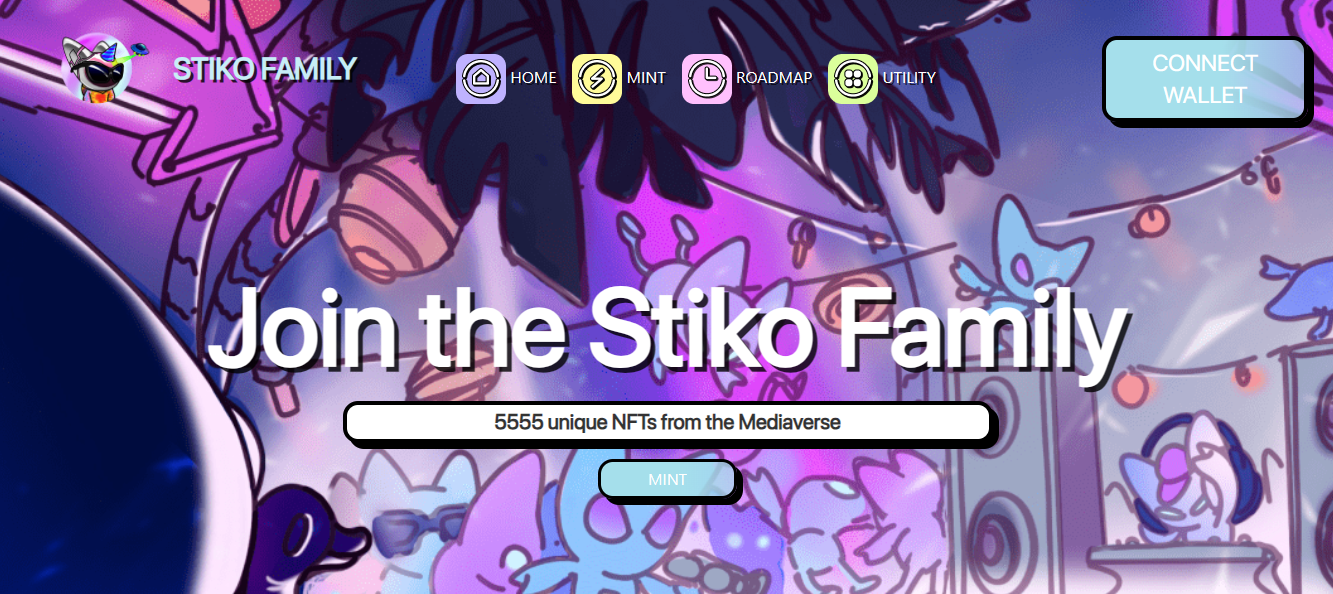 STIKO FAMILY
HOME
MINT
ROADMAP
UTILITY
CONNECT
WALLET
Join the Stiko Family
5555 unique NFTs from the Mediaverse
MINT